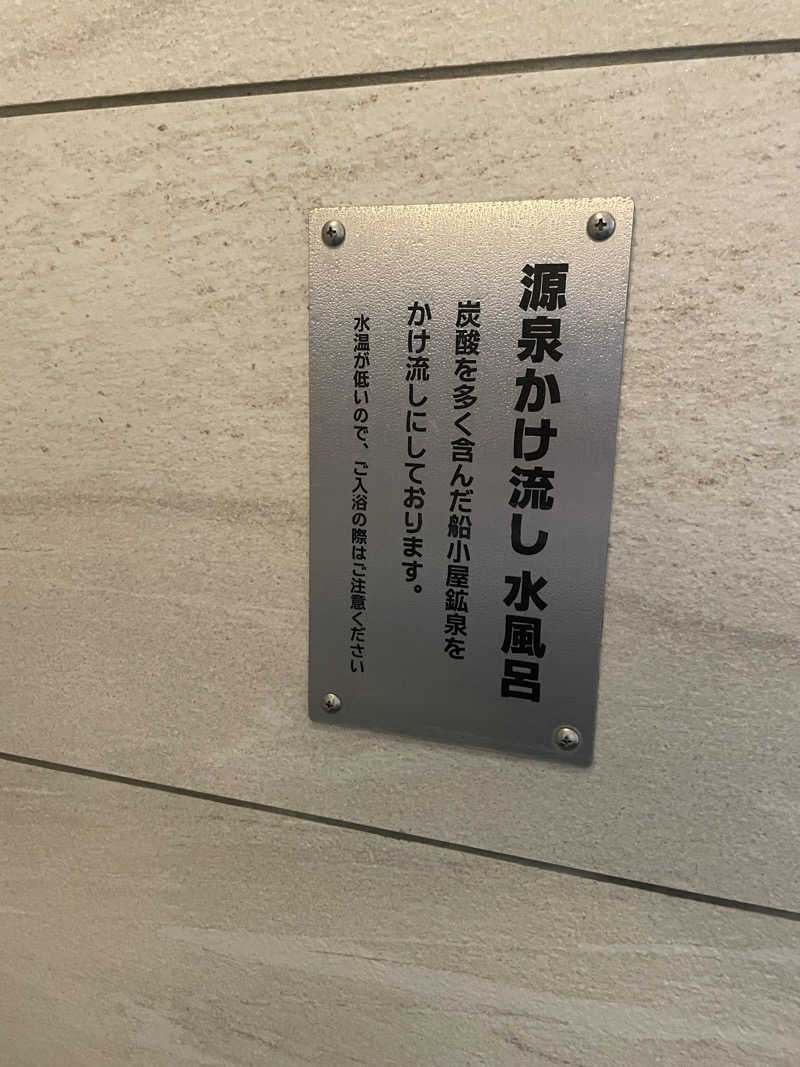 源泉かけ流し 水風呂
炭酸を多く含んだ船小屋鉱泉を
かけ流しにしております。
水温が低いので、ご入浴の際はご注意ください